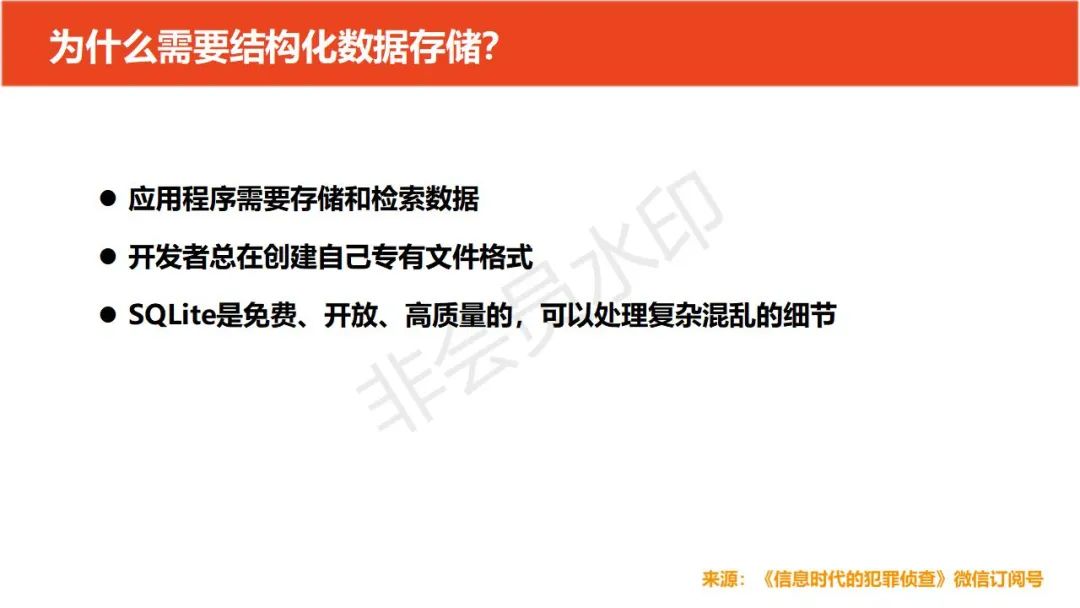 为什么需要结构化数据存储？
● 应用程序需要存储和检索数据
● 开发者总在创建自己专有文件格式
● SQLite是免费、开放、高质量的，可以处理复杂混乱的细节
非会员水印
来源：《信息时代的犯罪侦查》微信订阅号